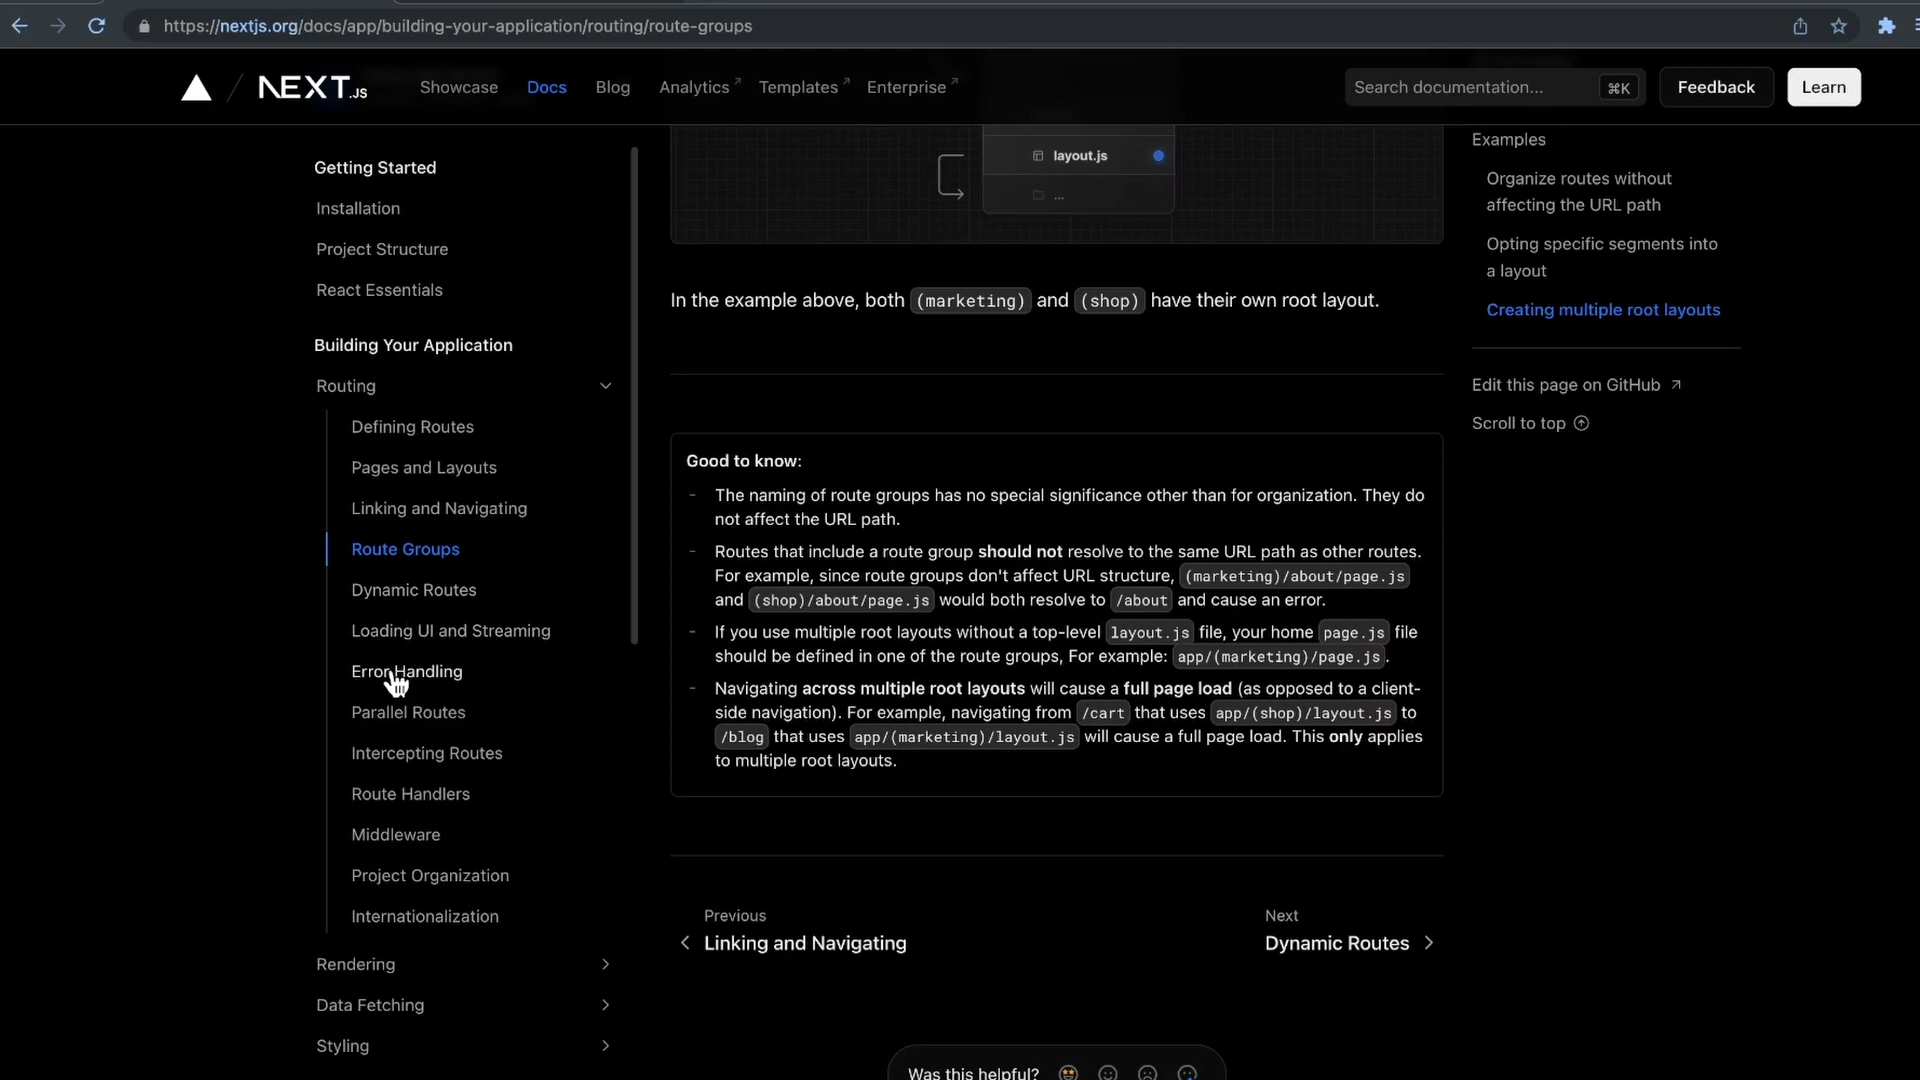 https://nextjs.org/docs/app/building-your-application/routing/route-groups
NEXT.JS
Showcase
Docs
Blog
Analytics
Templates
Enterprise
Search documentation...
⌘K
Feedback
Learn
Getting Started
Installation
Project Structure
React Essentials
Building Your Application
Routing
Defining Routes
Pages and Layouts
Linking and Navigating
Route Groups
Dynamic Routes
Loading UI and Streaming
Error Handling
Parallel Routes
Intercepting Routes
Route Handlers
Middleware
Project Organization
Internationalization
Rendering
Data Fetching
Styling
layout.js
...
In the example above, both (marketing) and (shop) have their own root layout.
Good to know:
- The naming of route groups has no special significance other than for organization. They do
not affect the URL path.
- Routes that include a route group should not resolve to the same URL path as other routes.
For example, since route groups don't affect URL structure, (marketing)/about/page.js
and (shop)/about/page.js would both resolve to /about and cause an error.
- If you use multiple root layouts without a top-level layout.js file, your home page.js file
should be defined in one of the route groups, For example: app/(marketing)/page.js.
- Navigating across multiple root layouts will cause a full page load (as opposed to a client-
side navigation). For example, navigating from /cart that uses app/(shop)/layout.js to
/blog that uses app/(marketing)/layout.js will cause a full page load. This only applies
to multiple root layouts.
Previous
Linking and Navigating
Next
Dynamic Routes
Was this helpful?
Examples
Organize routes without
affecting the URL path
Opting specific segments into
a layout
Creating multiple root layouts
Edit this page on GitHub
Scroll to top